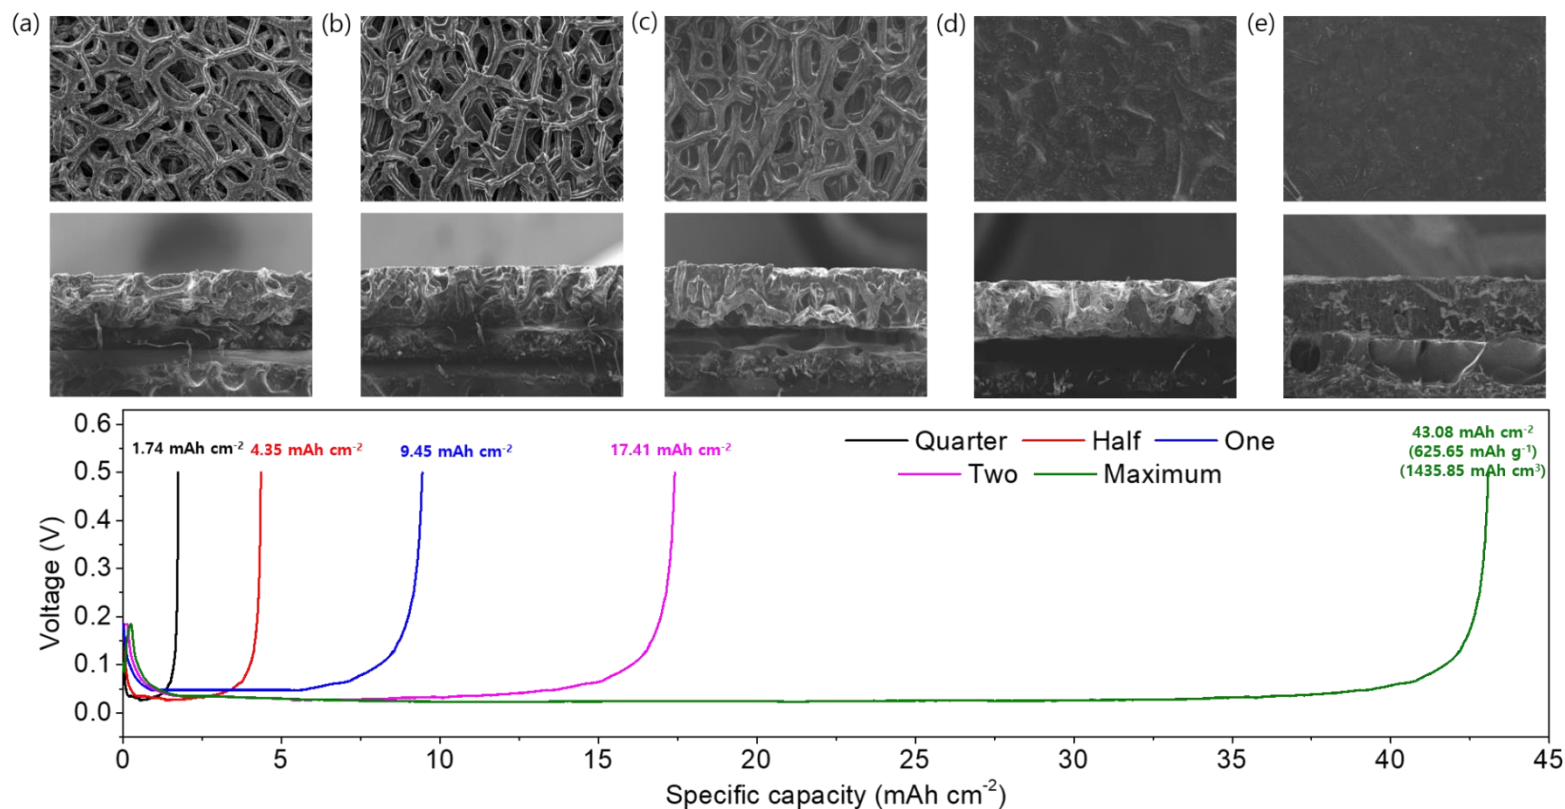 (a) (b) (c) (d) (e)
0.6
0.5
0.4
0.3
0.2
0.1
0.0
Voltage (V)
1.74 mAh cm-2 4.35 mAh cm-2 9.45 mAh cm-2 17.41 mAh cm-2
Quarter Half One
Two Maximum
43.08 mAh cm-2
(625.65 mAh g-1)
(1435.85 mAh cm3)
0 5 10 15 20 25 30 35 40 45
Specific capacity (mAh cm-2)